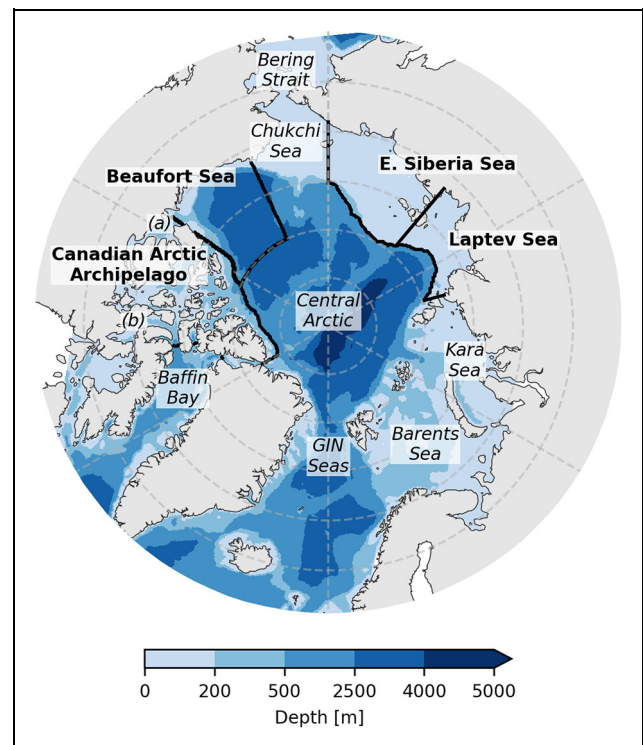 Bering
Strait
Chukchi
Sea
Beaufort Sea
E. Siberia Sea
(a)
Laptev Sea
Canadian Arctic
Archipelago
Central
Arctic
(b)
Kara
Sea
Baffin
Bay
Barents
Sea
GIN
Seas
0 200 500 2500 4000 5000
Depth [m]